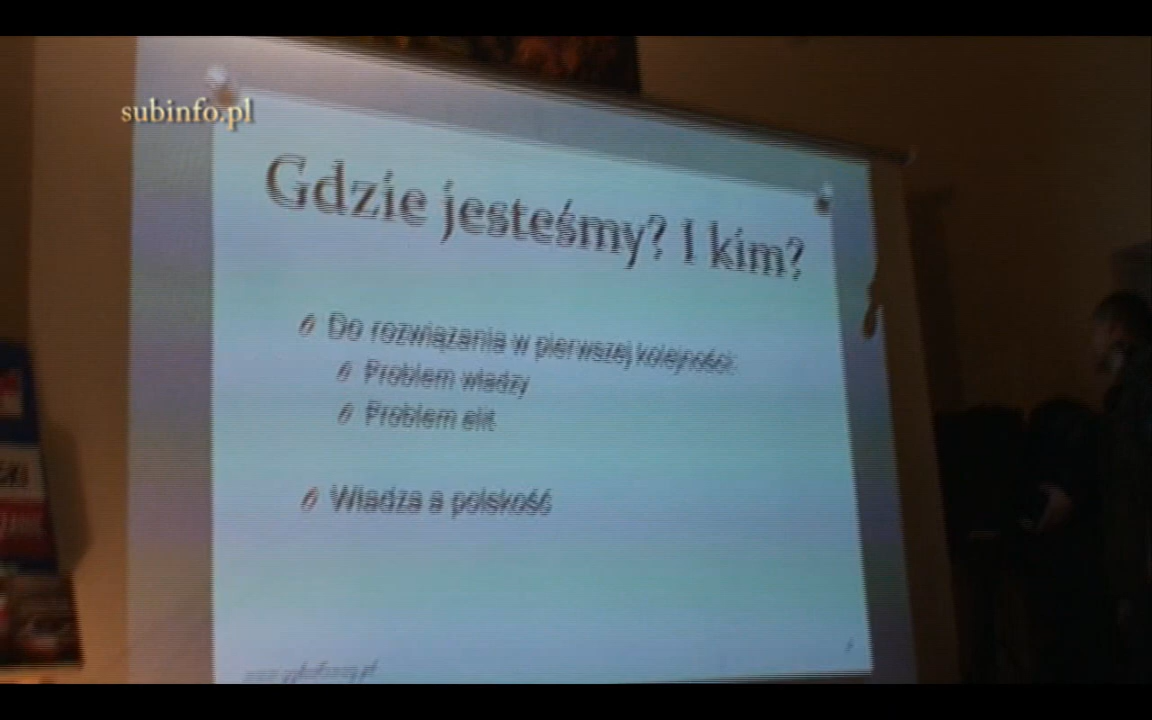 subinfo.pl
Gdzie jesteśmy? I kim?
Do rozwiązania w pierwszej kolejności:
Problem władzy
Problem elit
Władza a polskość